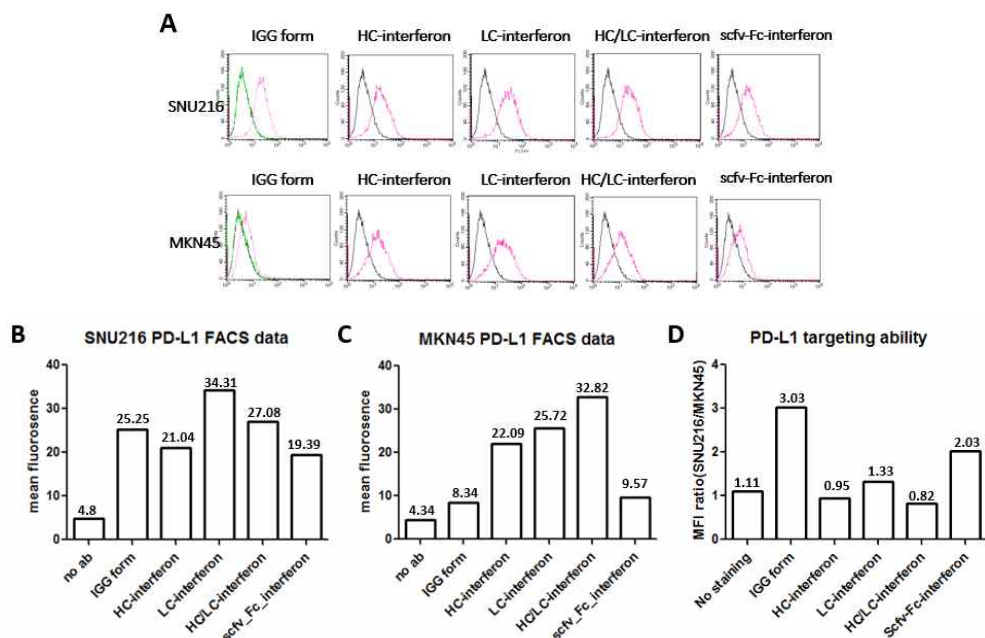 A
IGG form HC-interferon LC-interferon HC/LC-interferon scfv-Fc-interferon
SNU216
IGG form HC-interferon LC-interferon HC/LC-interferon scfv-Fc-interferon
MKN45
B
SNU216 PD-L1 FACS data
mean fluorosence
40
30
20
10
0
4.8
25.25
21.04
34.31
27.08
19.39
no ab
IGG form
HC-interferon
LC-interferon
HC/LC-interferon
scfv_Fc_interferon
C
MKN45 PD-L1 FACS data
mean fluorosence
40
30
20
10
0
4.34
8.34
22.09
25.72
32.82
9.57
no ab
IGG form
HC-interferon
LC-interferon
HC/LC-interferon
scfv_Fc_interferon
D
PD-L1 targeting ability
MFI ratio(SNU216/MKN45)
4
3
2
1
0
1.11
3.03
0.95
1.33
0.82
2.03
No staining
IGG form
HC-interferon
LC-interferon
HC/LC-interferon
Scfv-Fc-interferon